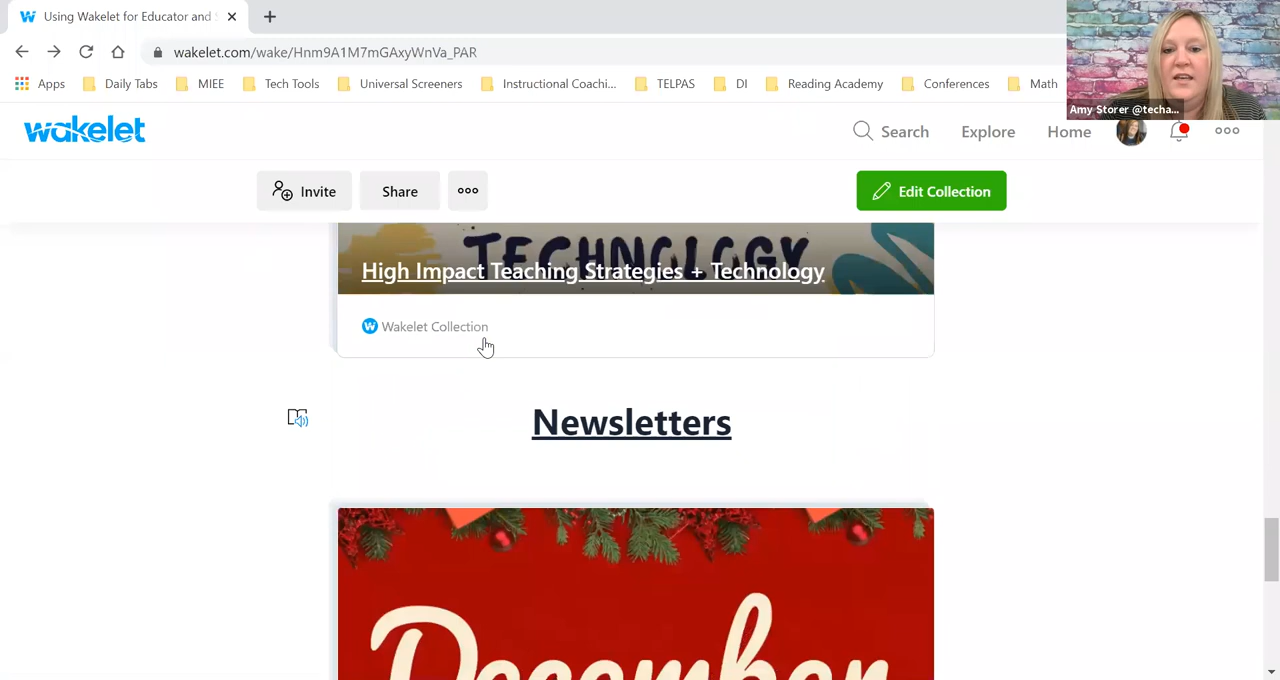 Using Wakelet for Educator and S
wakelet.com/wake/Hnm9A1M7mGAxyWnVa_PAR
Apps Daily Tabs MIEE Tech Tools Universal Screeners Instructional Coachi... TELPAS DI Reading Academy Conferences Math
Amy Storer @techa...
wakelet Search Explore Home
Invite Share Edit Collection
TECHNOLOGY
High Impact Teaching Strategies + Technology
Wakelet Collection
Newsletters
December